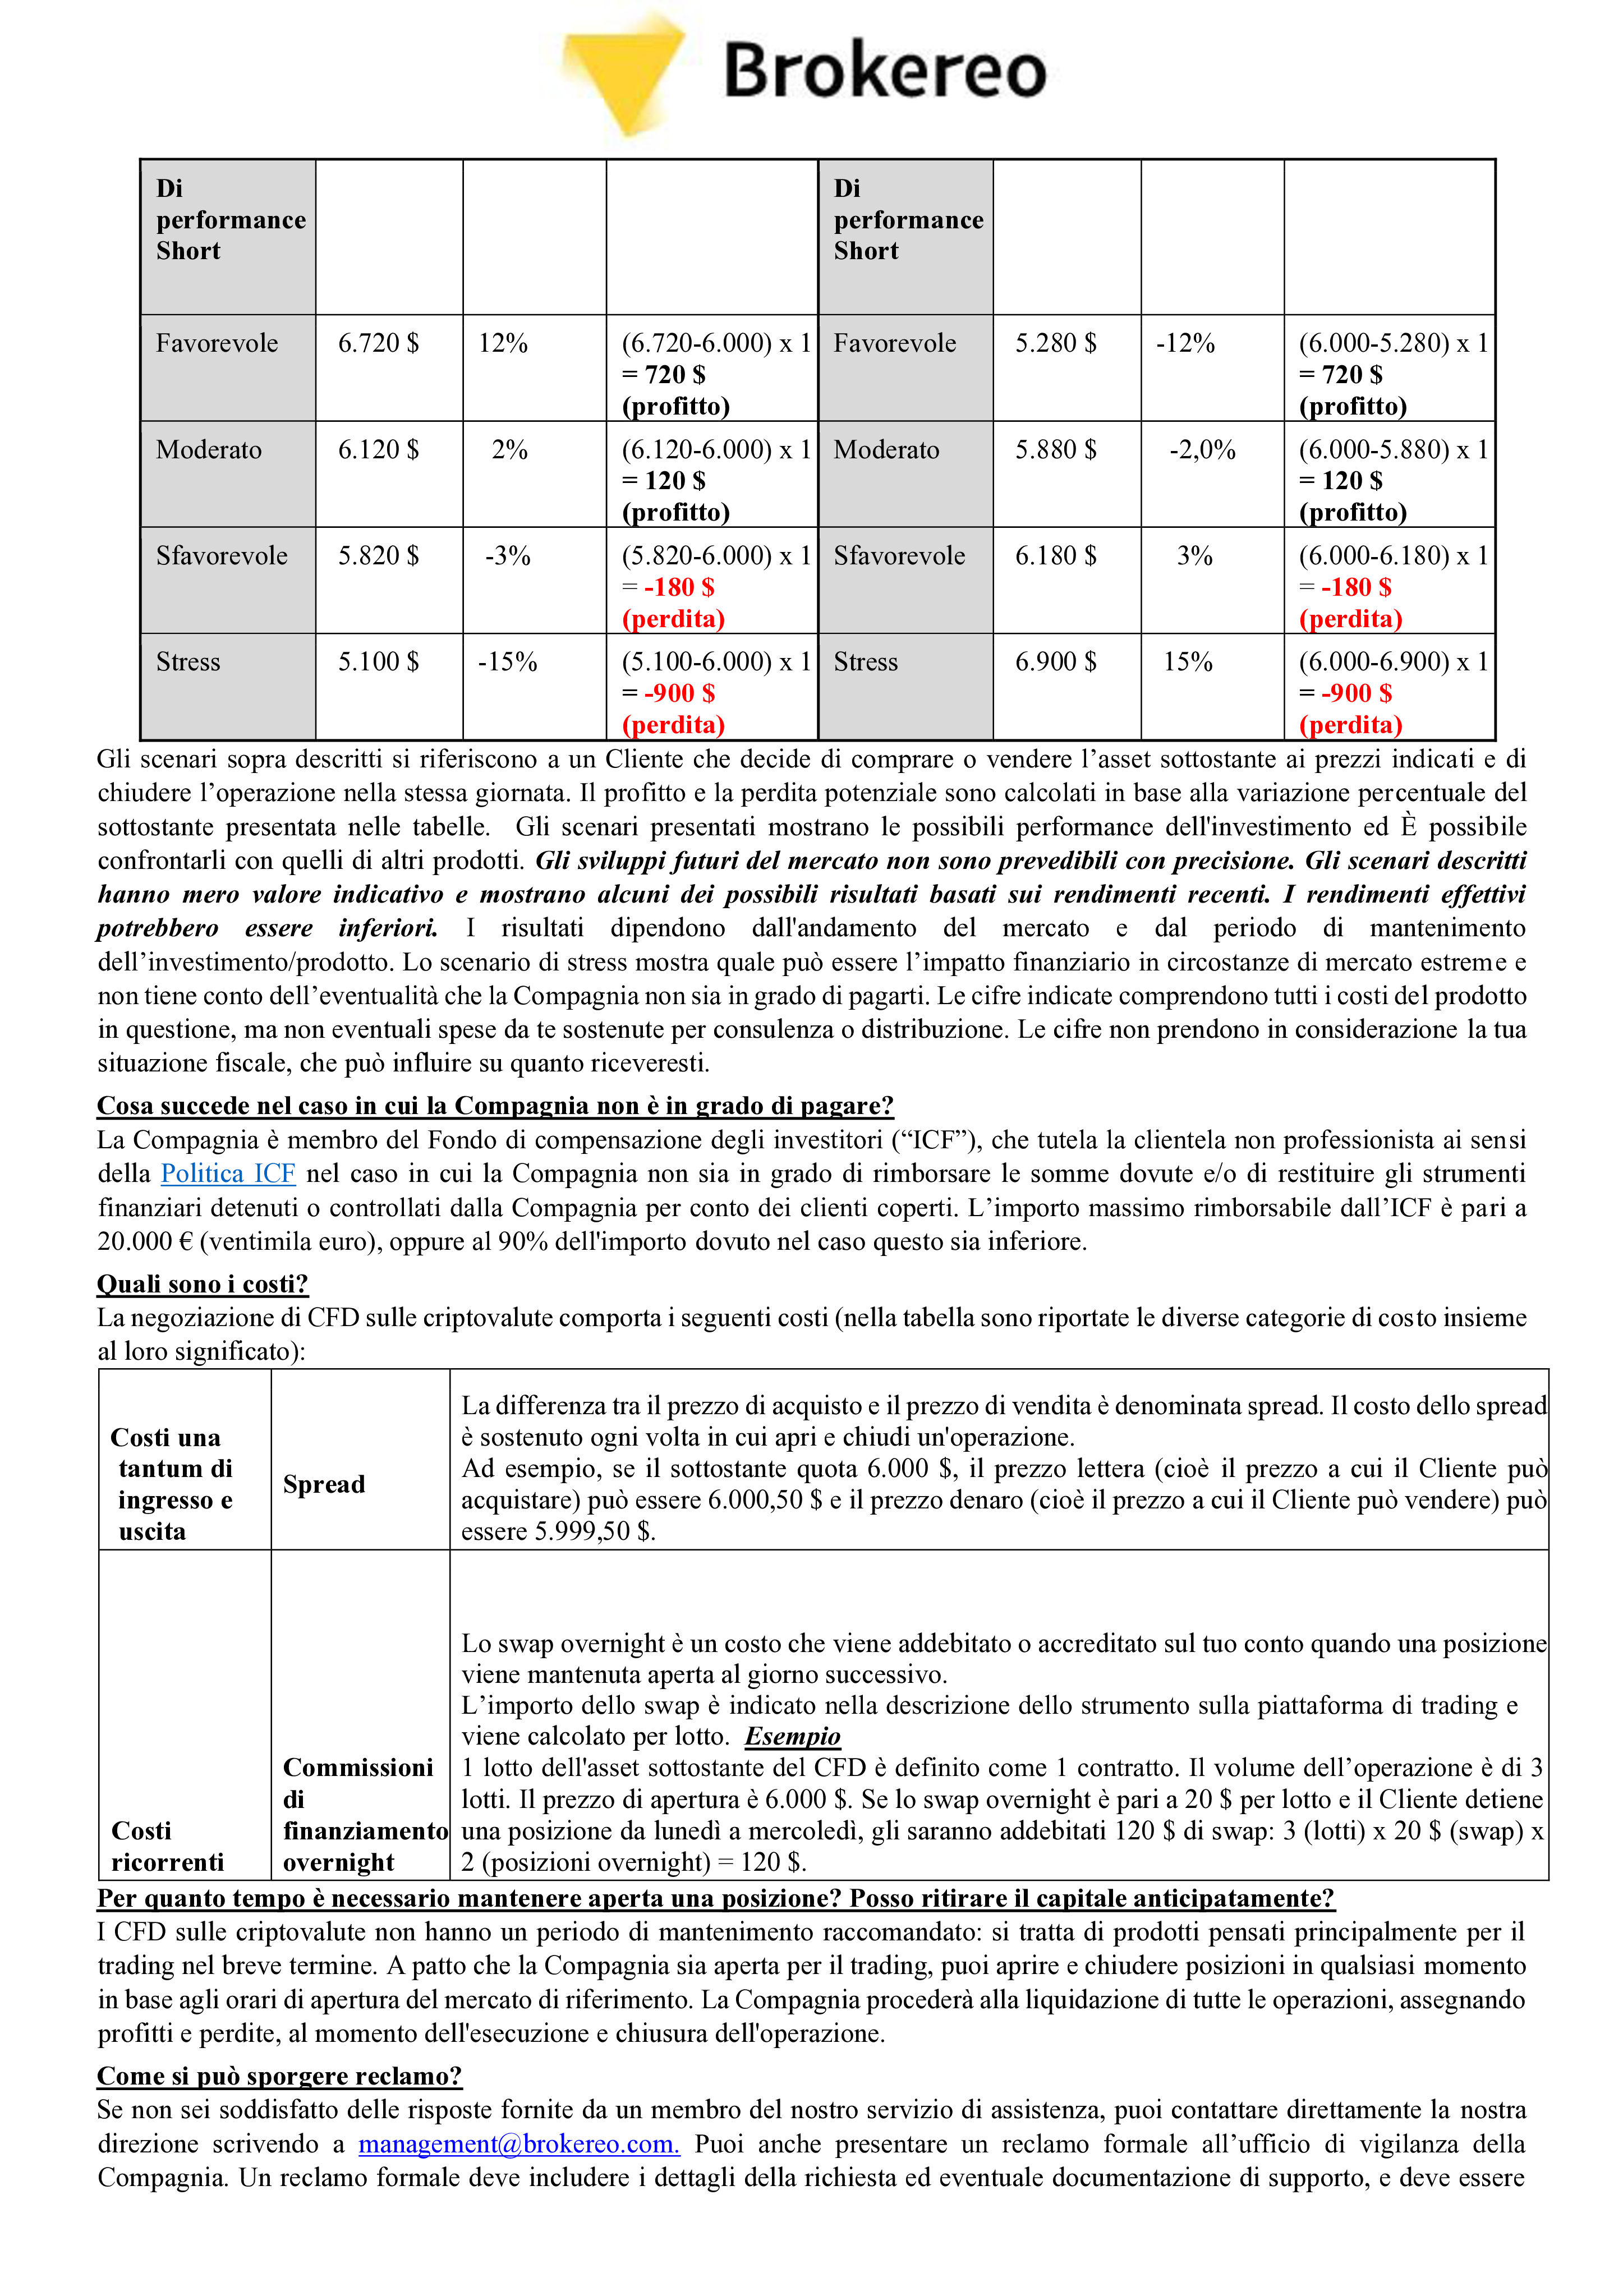 Brokereo
Di
performance
Short
Di
performance
Short
Favorevole 6.720 $ 12% (6.720-6.000) x 1 Favorevole 5.280 $ -12% (6.000-5.280) x 1
= 720 $ = 720 $
(profitto) (profitto)
Moderato 6.120 $ 2% (6.120-6.000) x 1 Moderato 5.880 $ -2,0% (6.000-5.880) x 1
= 120 $ = 120 $
(profitto) (profitto)
Sfavorevole 5.820 $ -3% (5.820-6.000) x 1 Sfavorevole 6.180 $ 3% (6.000-6.180) x 1
= -180 $ = -180 $
(perdita) (perdita)
Stress 5.100 $ -15% (5.100-6.000) x 1 Stress 6.900 $ 15% (6.000-6.900) x 1
= -900 $ = -900 $
(perdita) (perdita)
Gli scenari sopra descritti si riferiscono a un Cliente che decide di comprare o vendere l’asset sottostante ai prezzi indicati e di
chiudere l’operazione nella stessa giornata. Il profitto e la perdita potenziale sono calcolati in base alla variazione percentuale del
sottostante presentata nelle tabelle. Gli scenari presentati mostrano le possibili performance dell'investimento ed È possibile
confrontarli con quelli di altri prodotti. Gli sviluppi futuri del mercato non sono prevedibili con precisione. Gli scenari descritti
hanno mero valore indicativo e mostrano alcuni dei possibili risultati basati sui rendimenti recenti. I rendimenti effettivi
potrebbero essere inferiori. I risultati dipendono dall'andamento del mercato e dal periodo di mantenimento
dell’investimento/prodotto. Lo scenario di stress mostra quale può essere l’impatto finanziario in circostanze di mercato estreme e
non tiene conto dell’eventualità che la Compagnia non sia in grado di pagarti. Le cifre indicate comprendono tutti i costi del prodotto
in questione, ma non eventuali spese da te sostenute per consulenza o distribuzione. Le cifre non prendono in considerazione la tua
situazione fiscale, che può influire su quanto riceveresti.
Cosa succede nel caso in cui la Compagnia non è in grado di pagare?
La Compagnia è membro del Fondo di compensazione degli investitori (“ICF”), che tutela la clientela non professionista ai sensi
della Politica ICF nel caso in cui la Compagnia non sia in grado di rimborsare le somme dovute e/o di restituire gli strumenti
finanziari detenuti o controllati dalla Compagnia per conto dei clienti coperti. L’importo massimo rimborsabile dall’ICF è pari a
20.000 € (ventimila euro), oppure al 90% dell'importo dovuto nel caso questo sia inferiore.
Quali sono i costi?
La negoziazione di CFD sulle criptovalute comporta i seguenti costi (nella tabella sono riportate le diverse categorie di costo insieme
al loro significato):
Costi una
tantum di
ingresso e
uscita
Spread
La differenza tra il prezzo di acquisto e il prezzo di vendita è denominata spread. Il costo dello spread
è sostenuto ogni volta in cui apri e chiudi un'operazione.
Ad esempio, se il sottostante quota 6.000 $, il prezzo lettera (cioè il prezzo a cui il Cliente può
acquistare) può essere 6.000,50 $ e il prezzo denaro (cioè il prezzo a cui il Cliente può vendere) può
essere 5.999,50 $.
Costi
ricorrenti
Commissioni
di
finanziamento
overnight
Lo swap overnight è un costo che viene addebitato o accreditato sul tuo conto quando una posizione
viene mantenuta aperta al giorno successivo.
L’importo dello swap è indicato nella descrizione dello strumento sulla piattaforma di trading e
viene calcolato per lotto. Esempio
1 lotto dell'asset sottostante del CFD è definito come 1 contratto. Il volume dell’operazione è di 3
lotti. Il prezzo di apertura è 6.000 $. Se lo swap overnight è pari a 20 $ per lotto e il Cliente detiene
una posizione da lunedì a mercoledì, gli saranno addebitati 120 $ di swap: 3 (lotti) x 20 $ (swap) x
2 (posizioni overnight) = 120 $.
Per quanto tempo è necessario mantenere aperta una posizione? Posso ritirare il capitale anticipatamente?
I CFD sulle criptovalute non hanno un periodo di mantenimento raccomandato: si tratta di prodotti pensati principalmente per il
trading nel breve termine. A patto che la Compagnia sia aperta per il trading, puoi aprire e chiudere posizioni in qualsiasi momento
in base agli orari di apertura del mercato di riferimento. La Compagnia procederà alla liquidazione di tutte le operazioni, assegnando
profitti e perdite, al momento dell'esecuzione e chiusura dell'operazione.
Come si può sporgere reclamo?
Se non sei soddisfatto delle risposte fornite da un membro del nostro servizio di assistenza, puoi contattare direttamente la nostra
direzione scrivendo a management@brokereo.com. Puoi anche presentare un reclamo formale all’ufficio di vigilanza della
Compagnia. Un reclamo formale deve includere i dettagli della richiesta ed eventuale documentazione di supporto, e deve essere